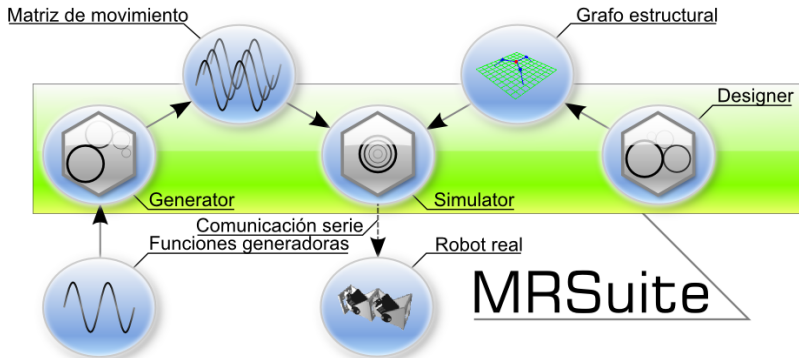 Matriz de movimiento
Grafo estructural
Designer
Generator
Simulator
Comunicación serie
Funciones generadoras
Robot real
MRSuite